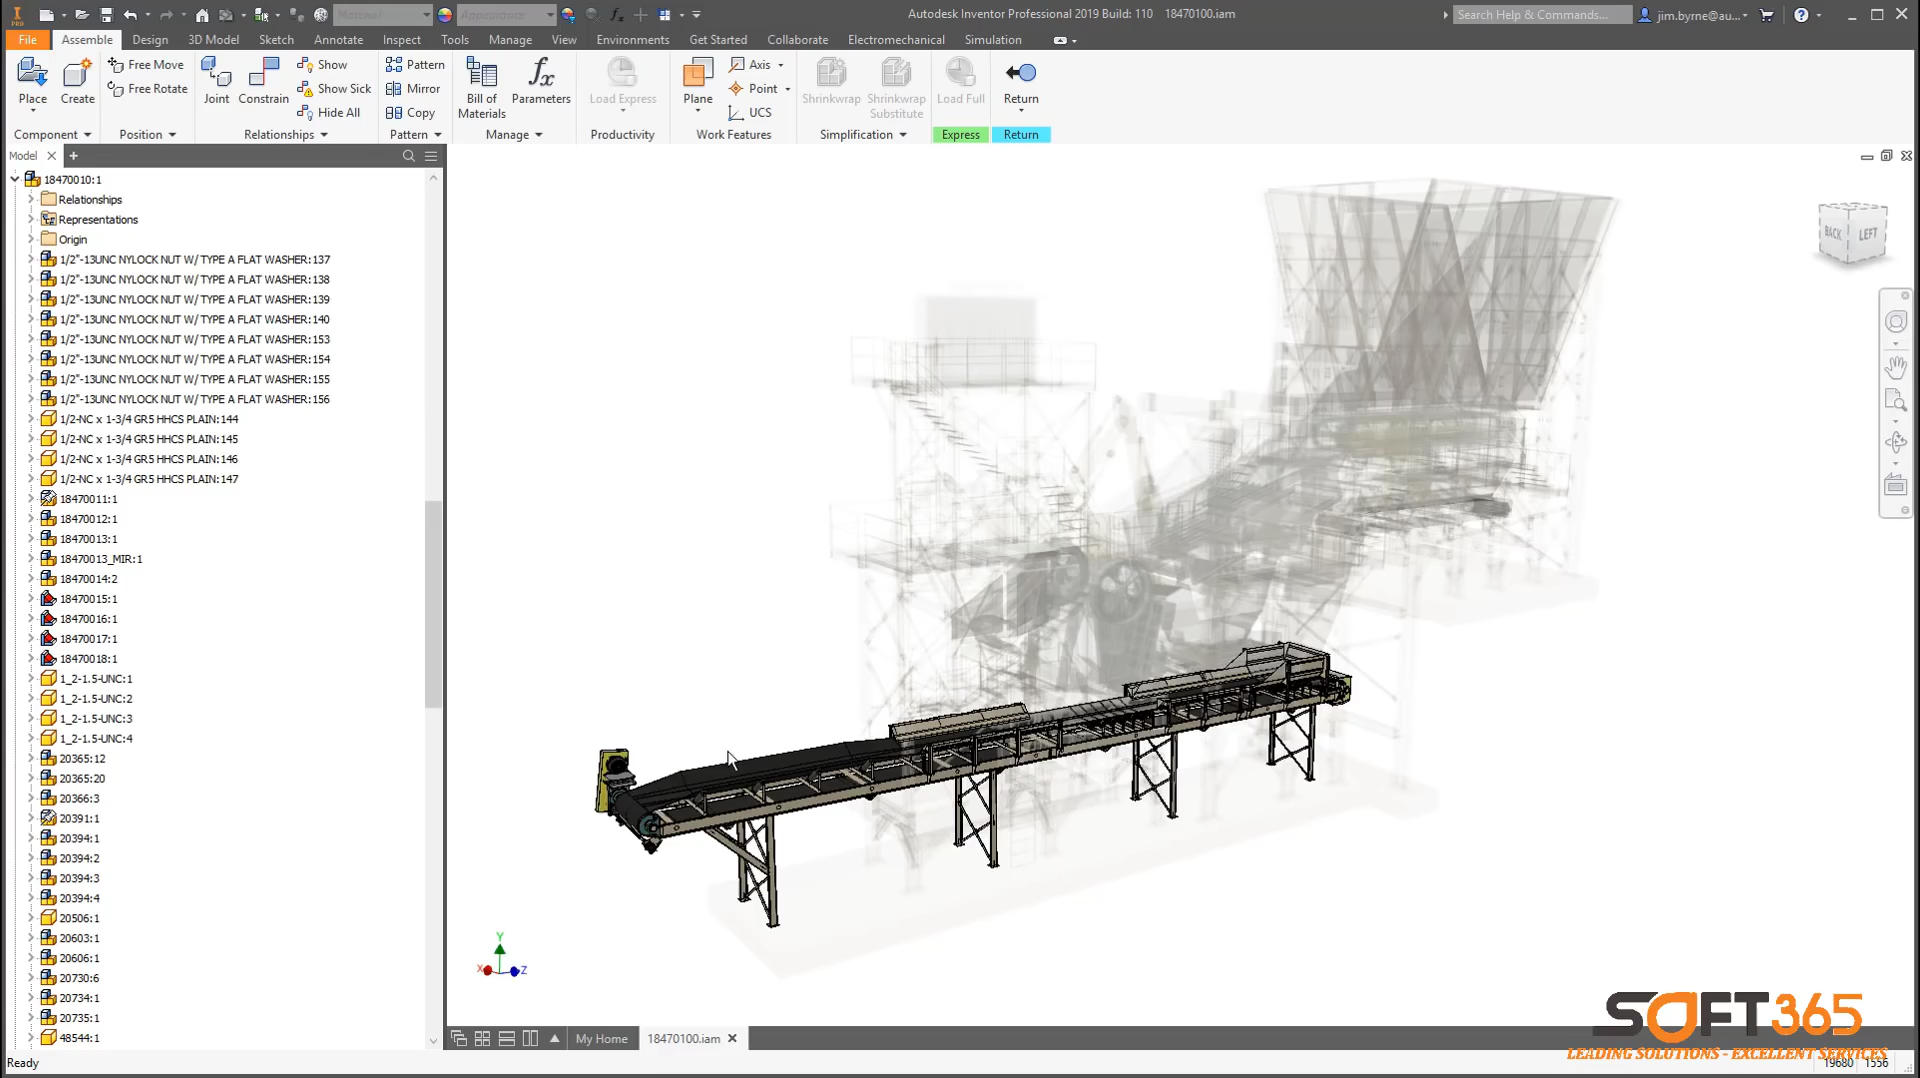 Material
Appearance
Autodesk Inventor Professional 2019 Build: 110 18470100.iam
Search Help & Commands...
jim.byrne@au...
File Assemble Design 3D Model Sketch Annotate Inspect Tools Manage View Environments Get Started Collaborate Electromechanical Simulation
Place
Create
Component
Free Move
Free Rotate
Position
Joint
Constrain
Show
Show Sick
Hide All
Relationships
Pattern
Mirror
Copy
Pattern
Bill of
Materials
Parameters
Manage
Load Express
Productivity
Plane
Axis
Point
UCS
Work Features
Shrinkwrap
Shrinkwrap
Substitute
Simplification
Load Full
Express
Return
Return
Model
18470010:1
Relationships
Representations
Origin
1/2"-13UNC NYLOCK NUT W/ TYPE A FLAT WASHER:137
1/2"-13UNC NYLOCK NUT W/ TYPE A FLAT WASHER:138
1/2"-13UNC NYLOCK NUT W/ TYPE A FLAT WASHER:139
1/2"-13UNC NYLOCK NUT W/ TYPE A FLAT WASHER:140
1/2"-13UNC NYLOCK NUT W/ TYPE A FLAT WASHER:153
1/2"-13UNC NYLOCK NUT W/ TYPE A FLAT WASHER:154
1/2"-13UNC NYLOCK NUT W/ TYPE A FLAT WASHER:155
1/2"-13UNC NYLOCK NUT W/ TYPE A FLAT WASHER:156
1/2-NC x 1-3/4 GR5 HHCS PLAIN:144
1/2-NC x 1-3/4 GR5 HHCS PLAIN:145
1/2-NC x 1-3/4 GR5 HHCS PLAIN:146
1/2-NC x 1-3/4 GR5 HHCS PLAIN:147
18470011:1
18470012:1
18470013:1
18470013_MIR:1
18470014:2
18470015:1
18470016:1
18470017:1
18470018:1
1_2-1.5-UNC:1
1_2-1.5-UNC:2
1_2-1.5-UNC:3
1_2-1.5-UNC:4
20365:12
20365:20
20366:3
20391:1
20394:1
20394:2
20394:3
20394:4
20506:1
20603:1
20606:1
20730:6
20734:1
20735:1
48544:1
BACK
LEFT
Y
X
Z
My Home
18470100.iam
SOFT365
LEADING SOLUTIONS - EXCELLENT SERVICES
Ready
19680 1556